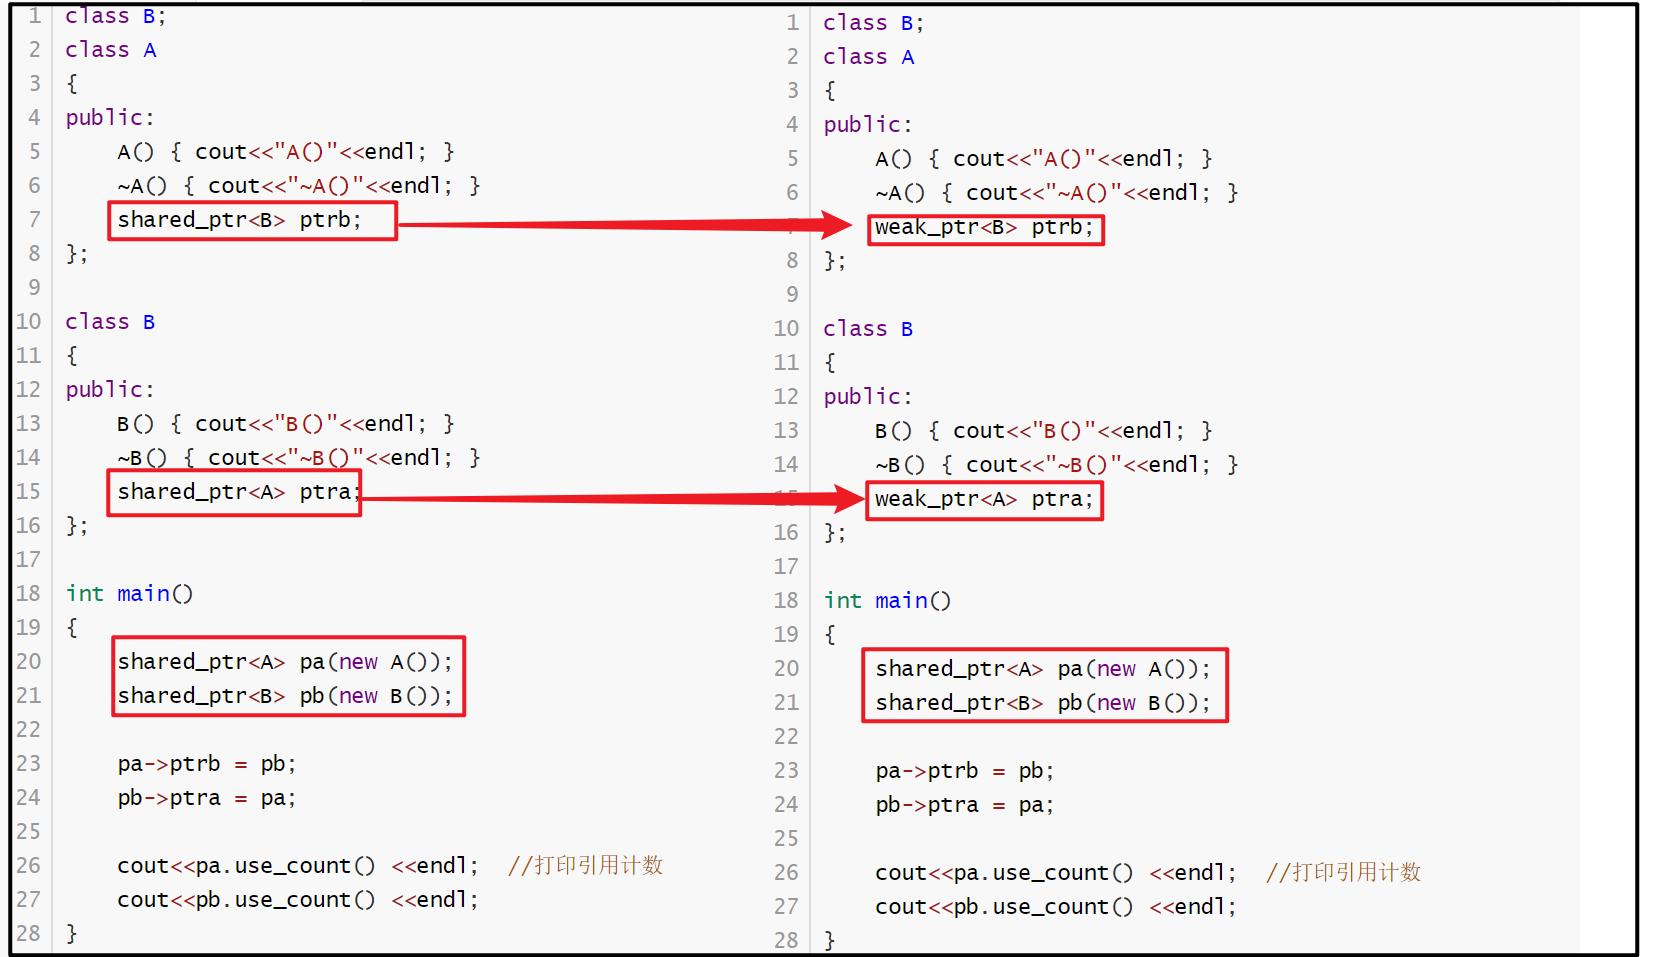 1 class B;
2 class A
3 {
4 public:
5 A() { cout<<"A()"<<endl; }
6 ~A() { cout<<"~A()"<<endl; }
7 shared_ptr<B> ptrb;
8 };
9
10 class B
11 {
12 public:
13 B() { cout<<"B()"<<endl; }
14 ~B() { cout<<"~B()"<<endl; }
15 shared_ptr<A> ptra;
16 };
17
18 int main()
19 {
20 shared_ptr<A> pa(new A());
21 shared_ptr<B> pb(new B());
22
23 pa->ptrb = pb;
24 pb->ptra = pa;
25
26 cout<<pa.use_count() <<endl; //打印引用计数
27 cout<<pb.use_count() <<endl;
28 }
1 class B;
2 class A
3 {
4 public:
5 A() { cout<<"A()"<<endl; }
6 ~A() { cout<<"~A()"<<endl; }
7 weak_ptr<B> ptrb;
8 };
9
10 class B
11 {
12 public:
13 B() { cout<<"B()"<<endl; }
14 ~B() { cout<<"~B()"<<endl; }
15 weak_ptr<A> ptra;
16 };
17
18 int main()
19 {
20 shared_ptr<A> pa(new A());
21 shared_ptr<B> pb(new B());
22
23 pa->ptrb = pb;
24 pb->ptra = pa;
25
26 cout<<pa.use_count() <<endl; //打印引用计数
27 cout<<pb.use_count() <<endl;
28 }